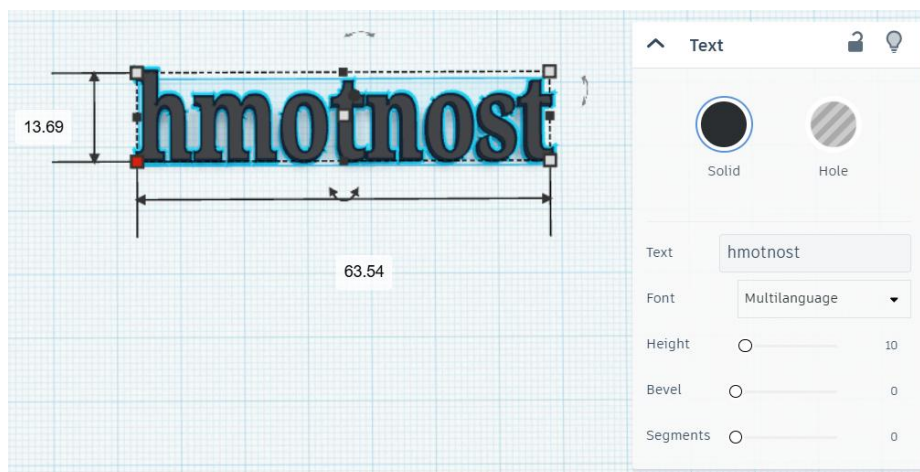 Text
13.69
hmotnost
63.54
Solid
Hole
Text
hmotnost
Font
Multilanguage
Height
10
Bevel
0
Segments
0